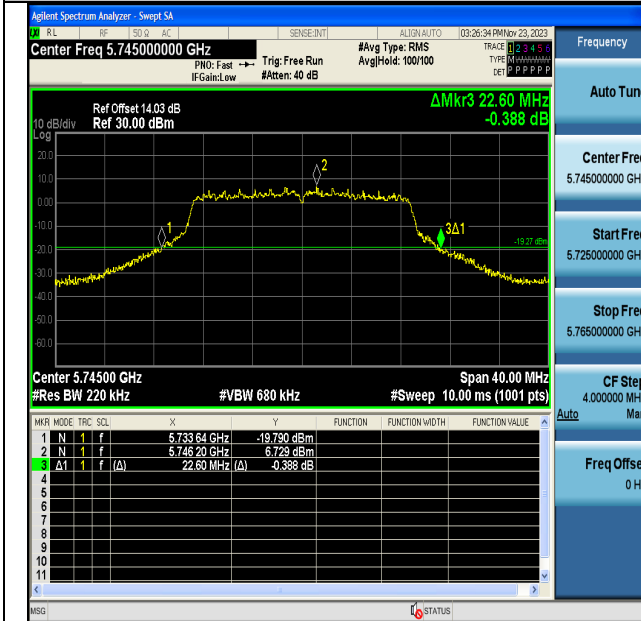 Agilent Spectrum Analyzer - Swept SA
LXI RL RF 50 Ω AC SENSE:INT ALIGN AUTO 03:26:34 PM Nov 23, 2023
Center Freq 5.745000000 GHz
PNO: Fast
IFGain:Low
Trig: Free Run
#Atten: 40 dB
#Avg Type: RMS
Avg|Hold: 100/100
TRACE 1 2 3 4 5 6
TYPE M
DET P P P P P P
Ref Offset 14.03 dB
Ref 30.00 dBm
10 dB/div
Log
ΔMkr3 22.60 MHz
-0.388 dB
20.0
10.0
0.00
-10.0
-20.0
-30.0
-40.0
-50.0
-60.0
1
2
3Δ1
-19.27 dBm
Center 5.74500 GHz
Span 40.00 MHz
#Res BW 220 kHz
#VBW 680 kHz
#Sweep 10.00 ms (1001 pts)
MKR MODE TRC SCL X Y FUNCTION FUNCTION WIDTH FUNCTION VALUE
1 N 1 f 5.733 64 GHz -19.790 dBm
2 N 1 f 5.746 20 GHz 6.729 dBm
3 Δ1 1 f (Δ) 22.60 MHz (Δ) -0.388 dB
4
5
6
7
8
9
10
11
MSG
STATUS
Frequency
Auto Tun
Center Fre
5.745000000 GH
Start Fre
5.725000000 GH
Stop Fre
5.765000000 GH
CF Step
4.000000 MH
Auto Ma
Freq Offse
0 H